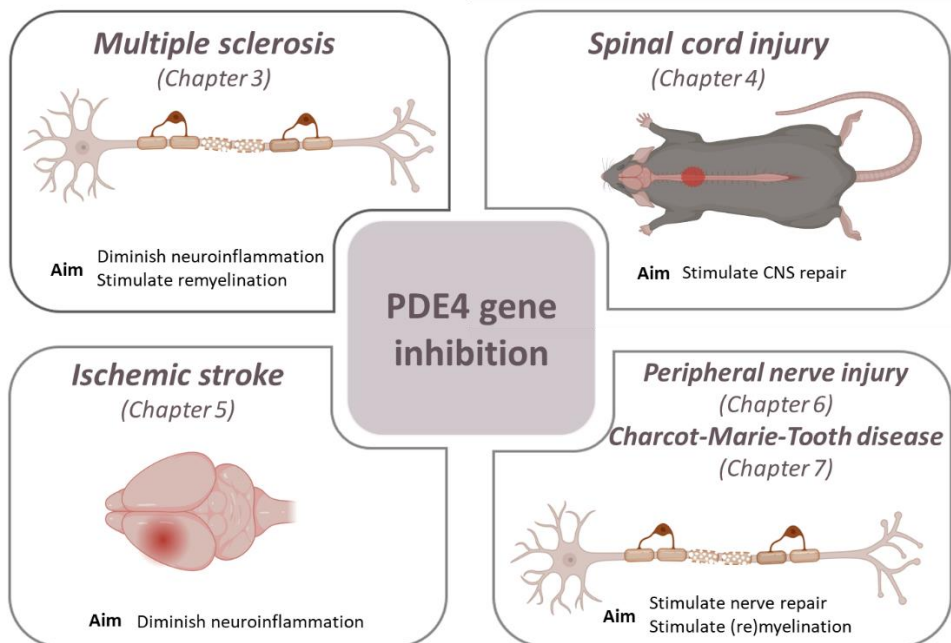 Multiple sclerosis
(Chapter 3)
Aim Diminish neuroinflammation
Stimulate remyelination
Spinal cord injury
(Chapter 4)
Aim Stimulate CNS repair
PDE4 gene
inhibition
Ischemic stroke
(Chapter 5)
Aim Diminish neuroinflammation
Peripheral nerve injury
(Chapter 6)
Charcot-Marie-Tooth disease
(Chapter 7)
Aim Stimulate nerve repair
Stimulate (re)myelination